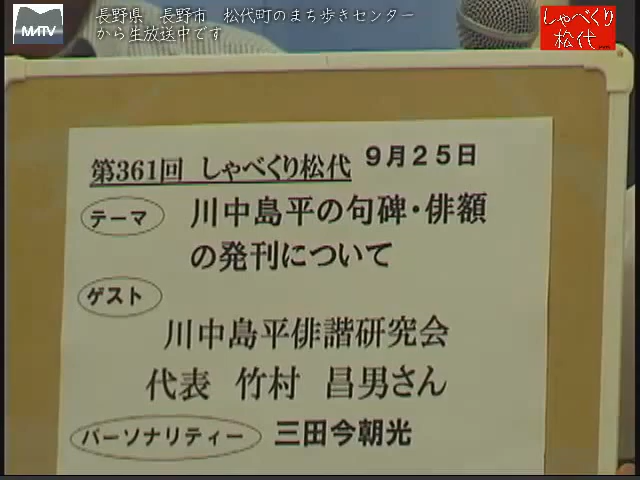 MATV
長野県　長野市　松代町のまち歩きセンター
から生放送中です
しゃべくり
松代
第361回 しゃべくり松代 9月25日
テーマ 川中島平の句碑・俳額
の発刊について
ゲスト
川中島平俳諧研究会
代表 竹村 昌男さん
パーソナリティー 三田今朝光